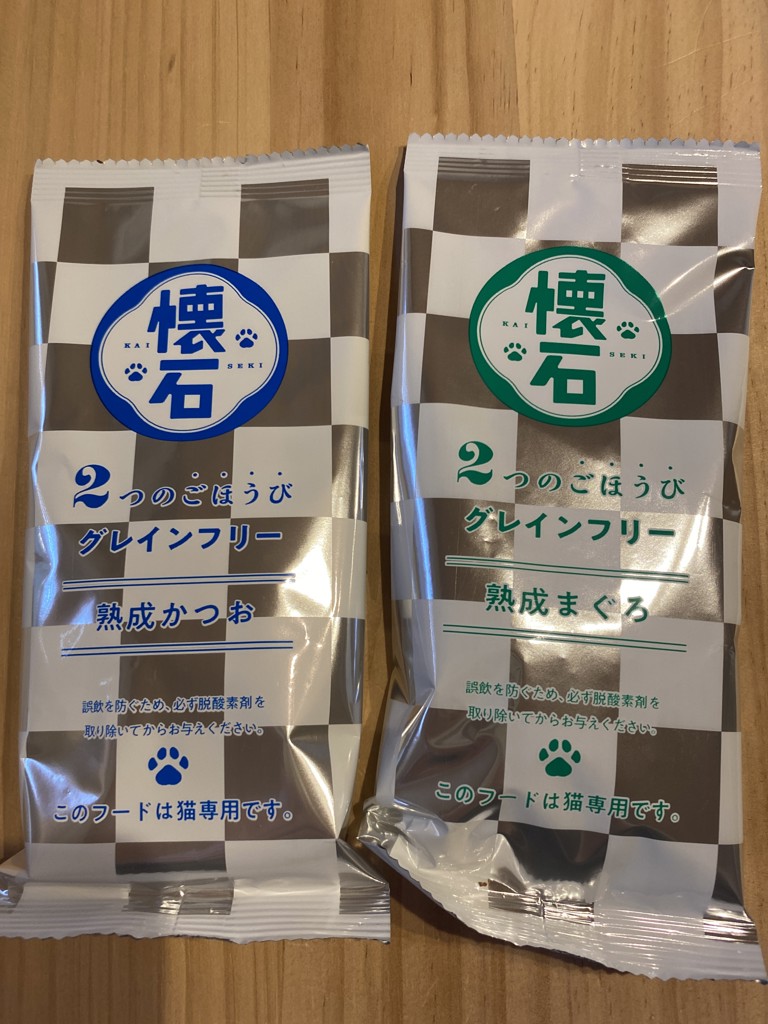 懐石
KAI SEKI
2つのごほうび
グレインフリー
熟成かつお
誤飲を防ぐため、必ず脱酸素剤を
取り除いてからお与えください。
このフードは猫専用です。
懐石
KAI SEKI
2つのごほうび
グレインフリー
熟成まぐろ
誤飲を防ぐため、必ず脱酸素剤を
取り除いてからお与えください。
このフードは猫専用です。